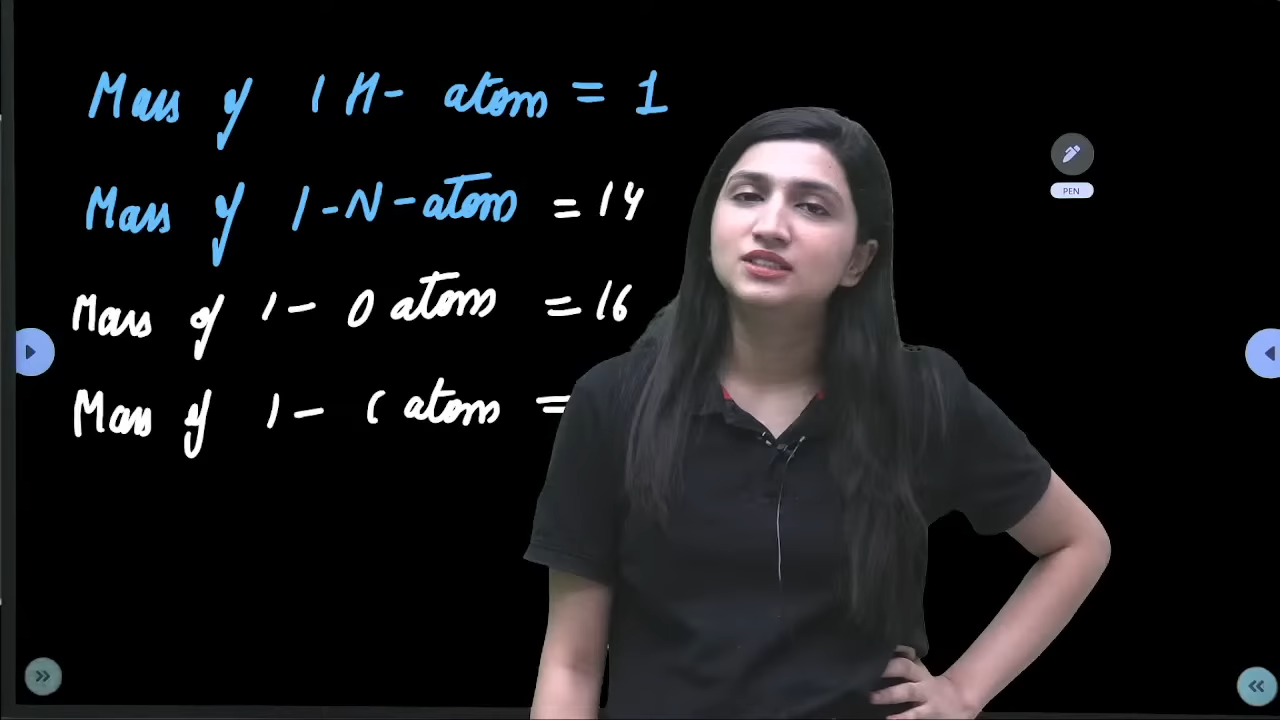 Mass of 1 H- atom = 1
Mass of 1-N-atom = 14
Mass of 1- O atom = 16
Mass of 1- C atom =
PEN